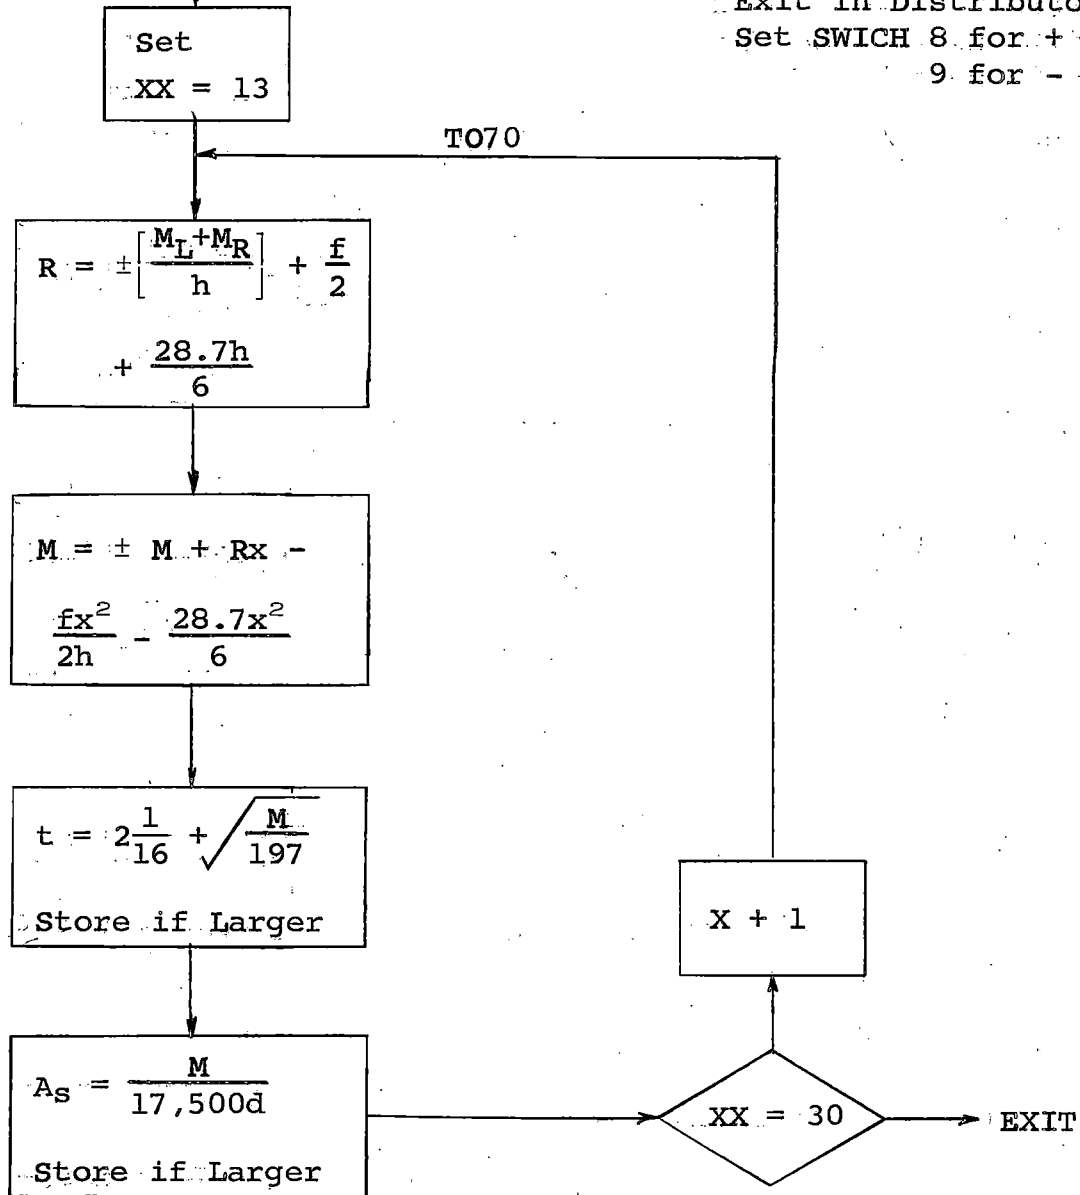 Exit in Distributo
Set SWICH 8 for +
9 for -
Set
XX = 13
TO70
R = ±[(M_L+M_R)/h] + f/2
+ 28.7h/6
M = ± M + Rx -
fx²/2h - 28.7x²/6
t = 2 1/16 + √(M/197)
Store if Larger
X + 1
A_s = M/17,500d
Store if Larger
XX = 30
EXIT